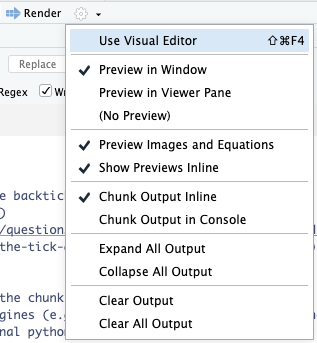 Render
Use Visual Editor ⇧⌘F4
Replace
Preview in Window
Regex
Preview in Viewer Pane
(No Preview)
Preview Images and Equations
Show Previews Inline
e backtic
Chunk Output Inline
/question
Chunk Output in Console
the-tick-
Expand All Output
Collapse All Output
the chunk
Clear Output
gines (e.g
Clear All Output
nal python